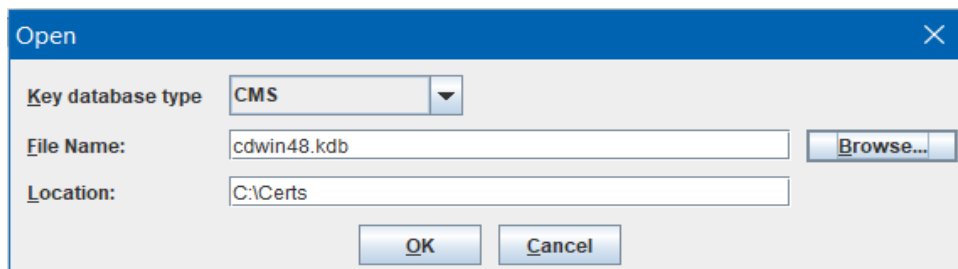 Open
Key database type CMS
File Name: cdwin48.kdb Browse...
Location: C:\Certs
OK Cancel